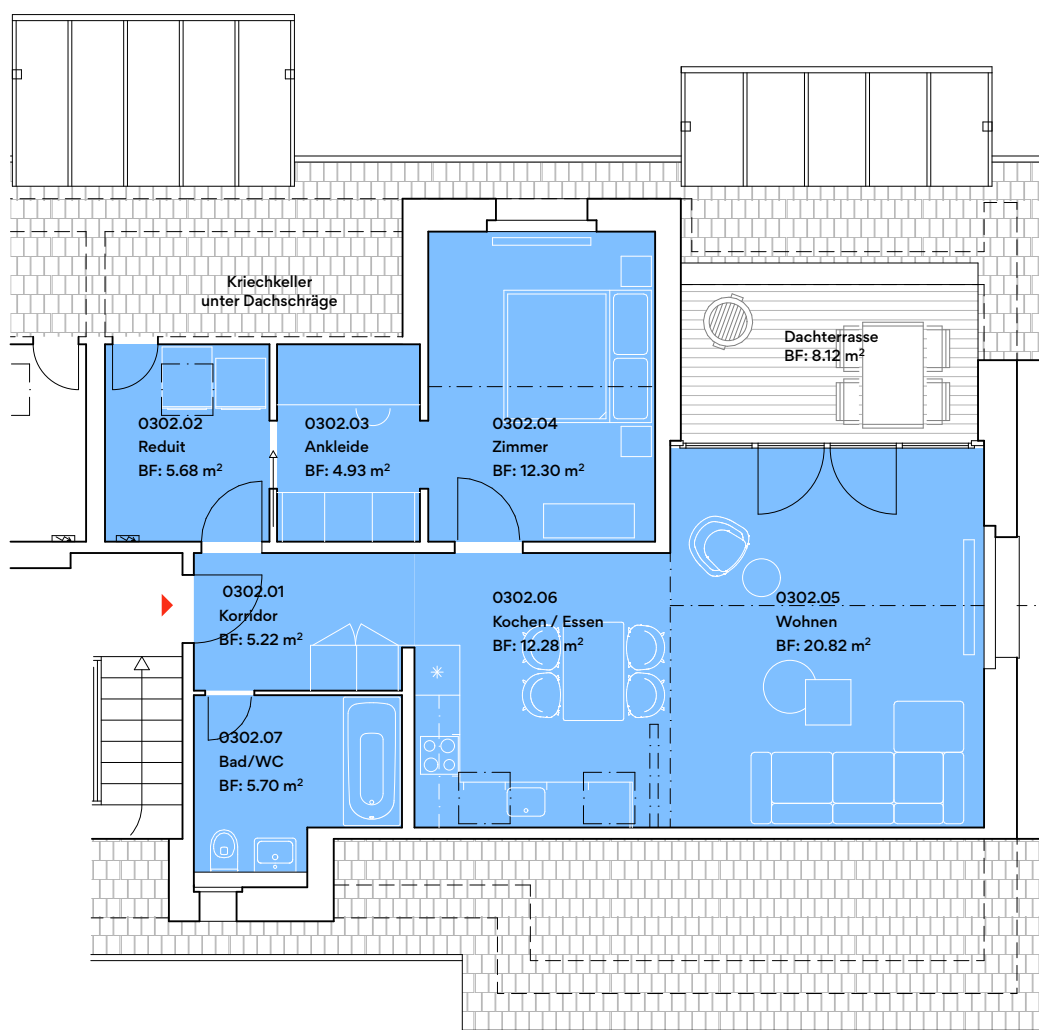 Kriechkeller
unter Dachschräge
Dachterrasse
BF: 8.12 m²
0302.02
Reduit
BF: 5.68 m²
0302.03
Ankleide
BF: 4.93 m²
0302.04
Zimmer
BF: 12.30 m²
0302.01
Korridor
BF: 5.22 m²
0302.06
Kochen / Essen
BF: 12.28 m²
0302.05
Wohnen
BF: 20.82 m²
0302.07
Bad/WC
BF: 5.70 m²